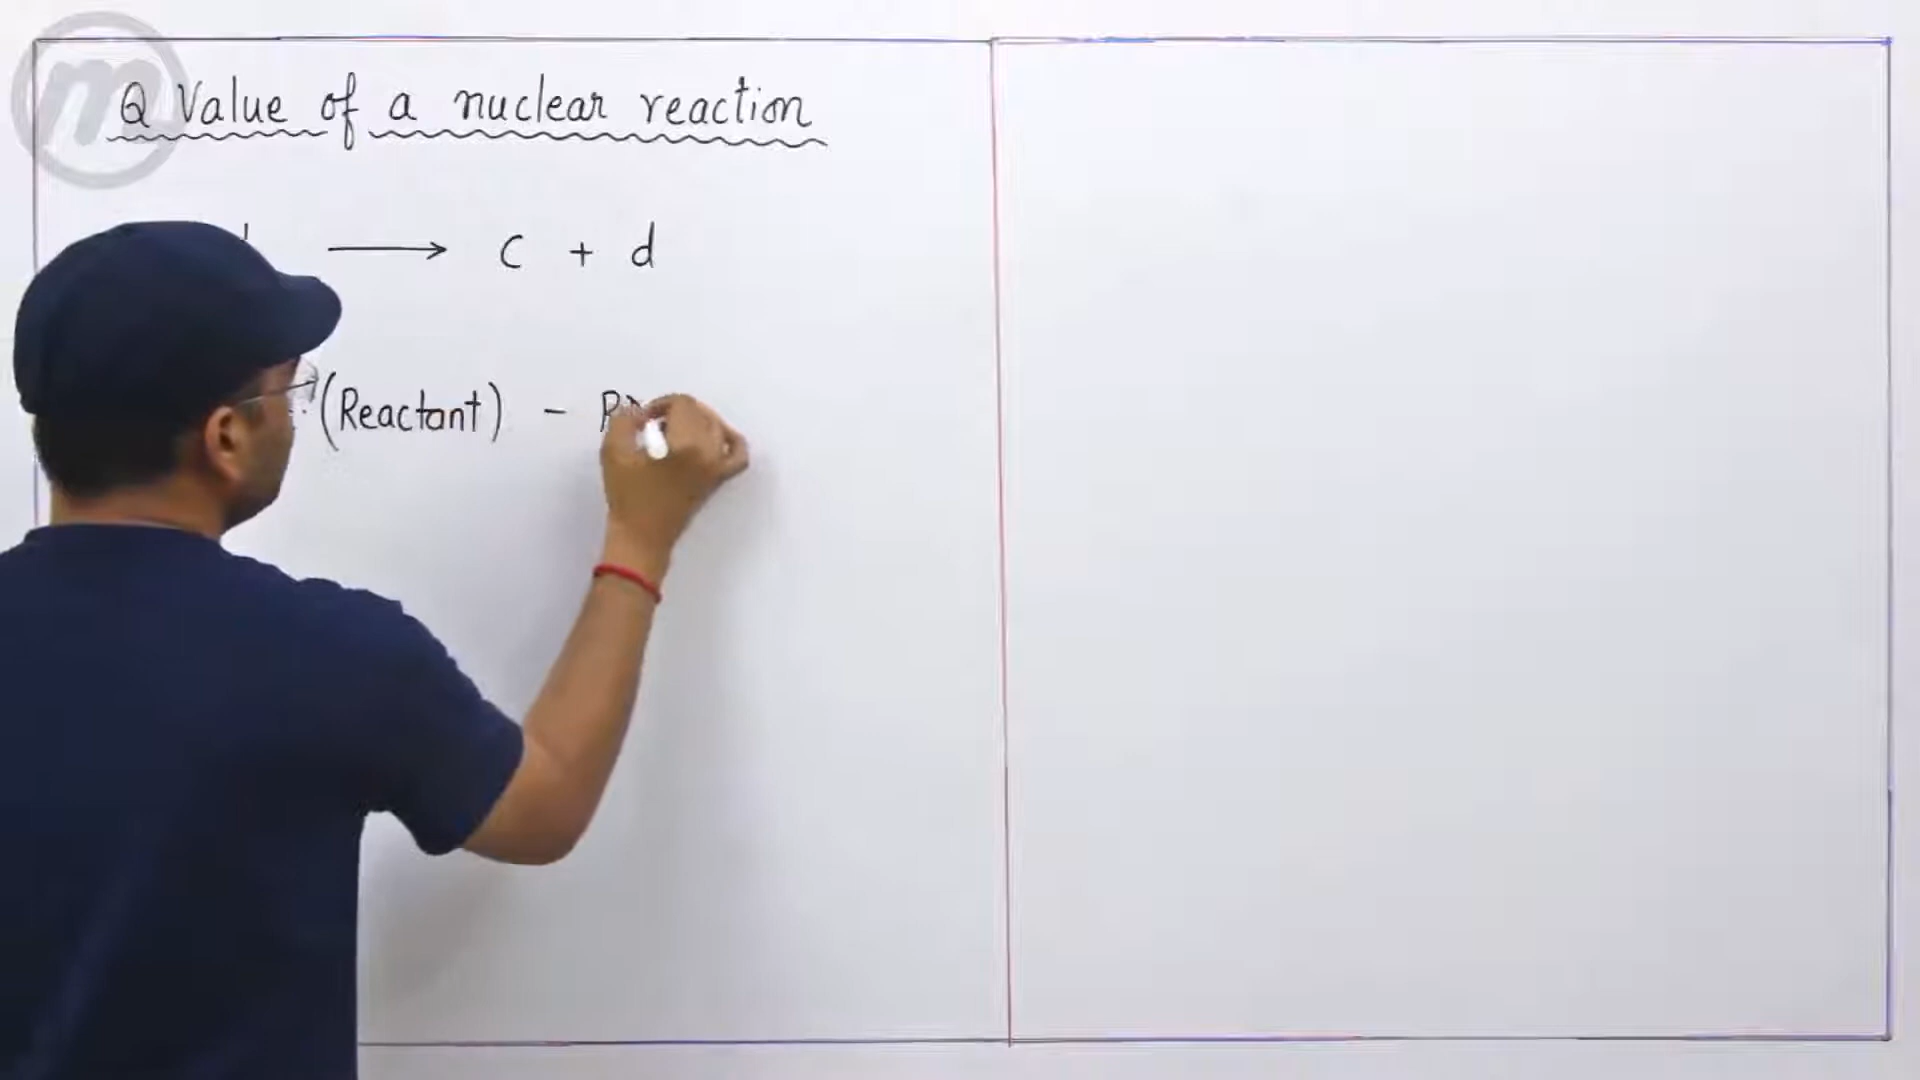 Q Value of a nuclear reaction
⟶ C + d
(Reactant) -